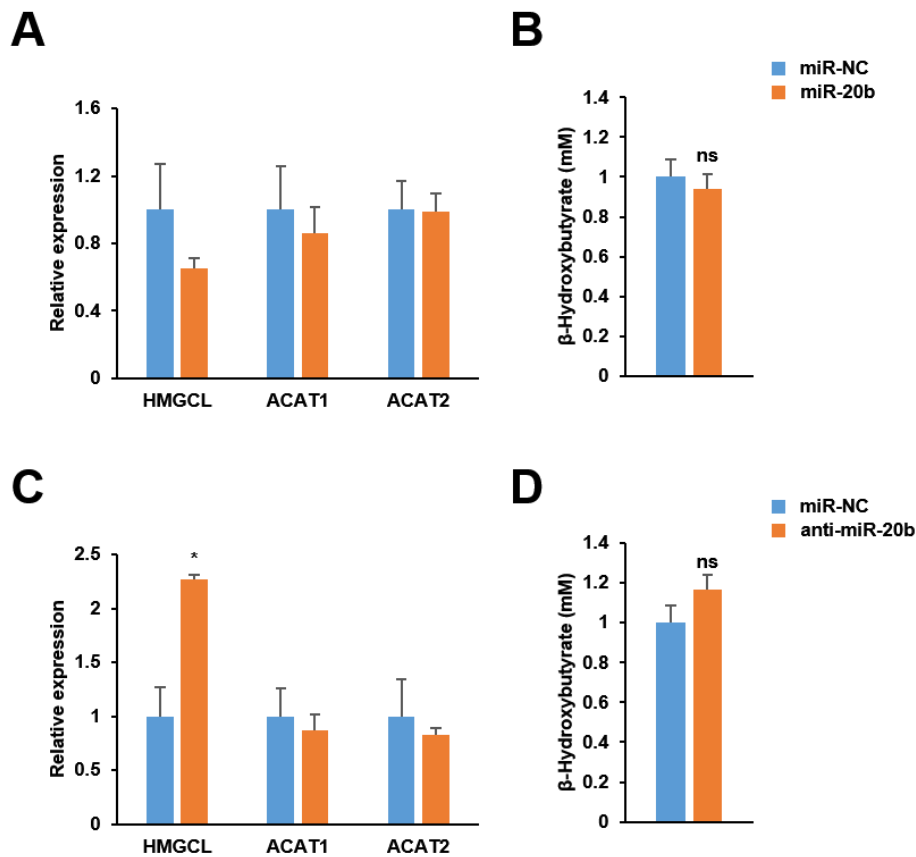 A
Relative expression
1.6
1.2
0.8
0.4
0
HMGCL ACAT1 ACAT2
B
miR-NC
miR-20b
β-Hydroxybutyrate (mM)
1.4
1.2
1
0.8
0.6
0.4
0.2
0
ns
C
Relative expression
2.5
2
1.5
1
0.5
0
*
HMGCL ACAT1 ACAT2
D
miR-NC
anti-miR-20b
β-Hydroxybutyrate (mM)
1.4
1.2
1
0.8
0.6
0.4
0.2
0
ns